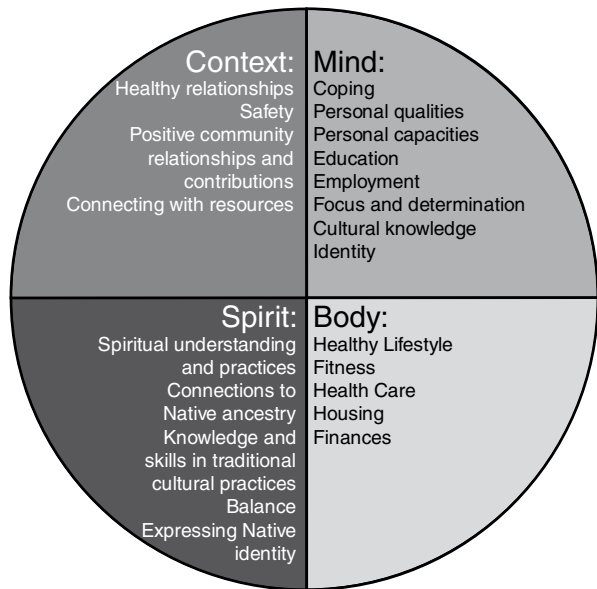 Context:
Healthy relationships
Safety
Positive community
relationships and
contributions
Connecting with resources
Mind:
Coping
Personal qualities
Personal capacities
Education
Employment
Focus and determination
Cultural knowledge
Identity
Spirit:
Spiritual understanding
and practices
Connections to
Native ancestry
Knowledge and
skills in traditional
cultural practices
Balance
Expressing Native
identity
Body:
Healthy Lifestyle
Fitness
Health Care
Housing
Finances